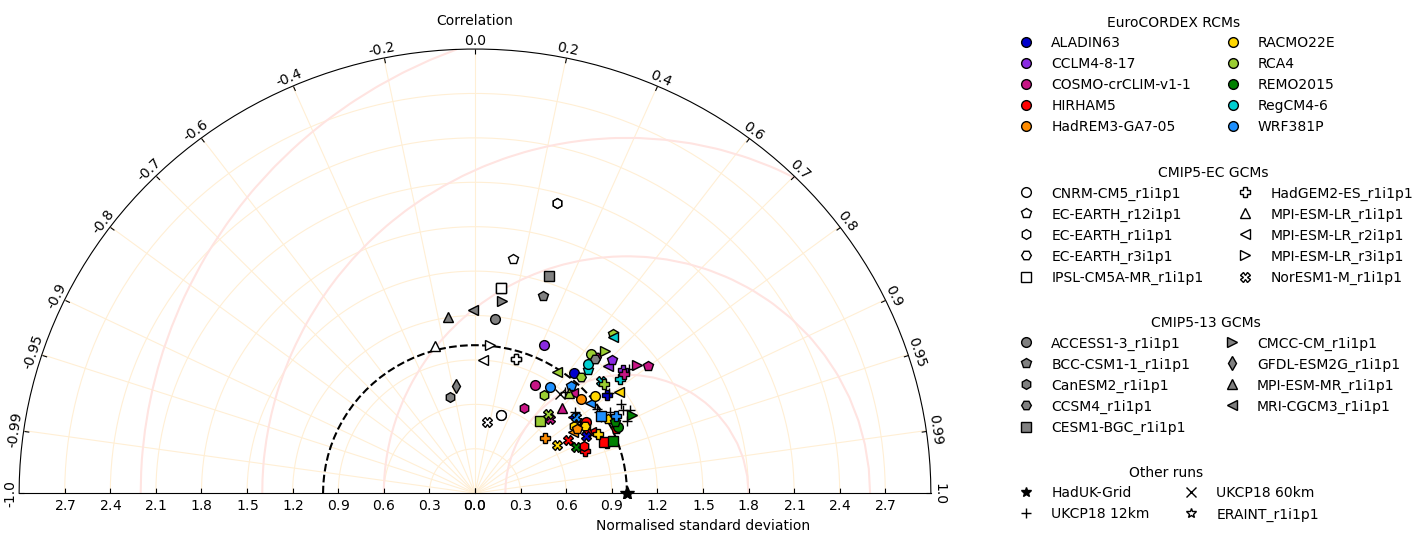 Correlation
-1.0
-0.99
-0.95
-0.9
-0.8
-0.7
-0.6
-0.4
-0.2
0.0
0.2
0.4
0.6
0.7
0.8
0.9
0.95
0.99
1.0
2.7 2.4 2.1 1.8 1.5 1.2 0.9 0.6 0.3 0.0 0.3 0.6 0.9 1.2 1.5 1.8 2.1 2.4 2.7
Normalised standard deviation
EuroCORDEX RCMs
ALADIN63 RACMO22E
CCLM4-8-17 RCA4
COSMO-crCLIM-v1-1 REMO2015
HIRHAM5 RegCM4-6
HadREM3-GA7-05 WRF381P
CMIP5-EC GCMs
CNRM-CM5_r1i1p1 HadGEM2-ES_r1i1p1
EC-EARTH_r12i1p1 MPI-ESM-LR_r1i1p1
EC-EARTH_r1i1p1 MPI-ESM-LR_r2i1p1
EC-EARTH_r3i1p1 MPI-ESM-LR_r3i1p1
IPSL-CM5A-MR_r1i1p1 NorESM1-M_r1i1p1
CMIP5-13 GCMs
ACCESS1-3_r1i1p1 CMCC-CM_r1i1p1
BCC-CSM1-1_r1i1p1 GFDL-ESM2G_r1i1p1
CanESM2_r1i1p1 MPI-ESM-MR_r1i1p1
CCSM4_r1i1p1 MRI-CGCM3_r1i1p1
CESM1-BGC_r1i1p1
Other runs
HadUK-Grid UKCP18 60km
UKCP18 12km ERAINT_r1i1p1